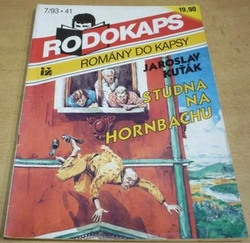 7/93 • 41
19,90
RODOKAPS
ROMÁNY DO KAPSY
JAROSLAV
KUŤÁK
STUDNA
NA
HORNBACHU